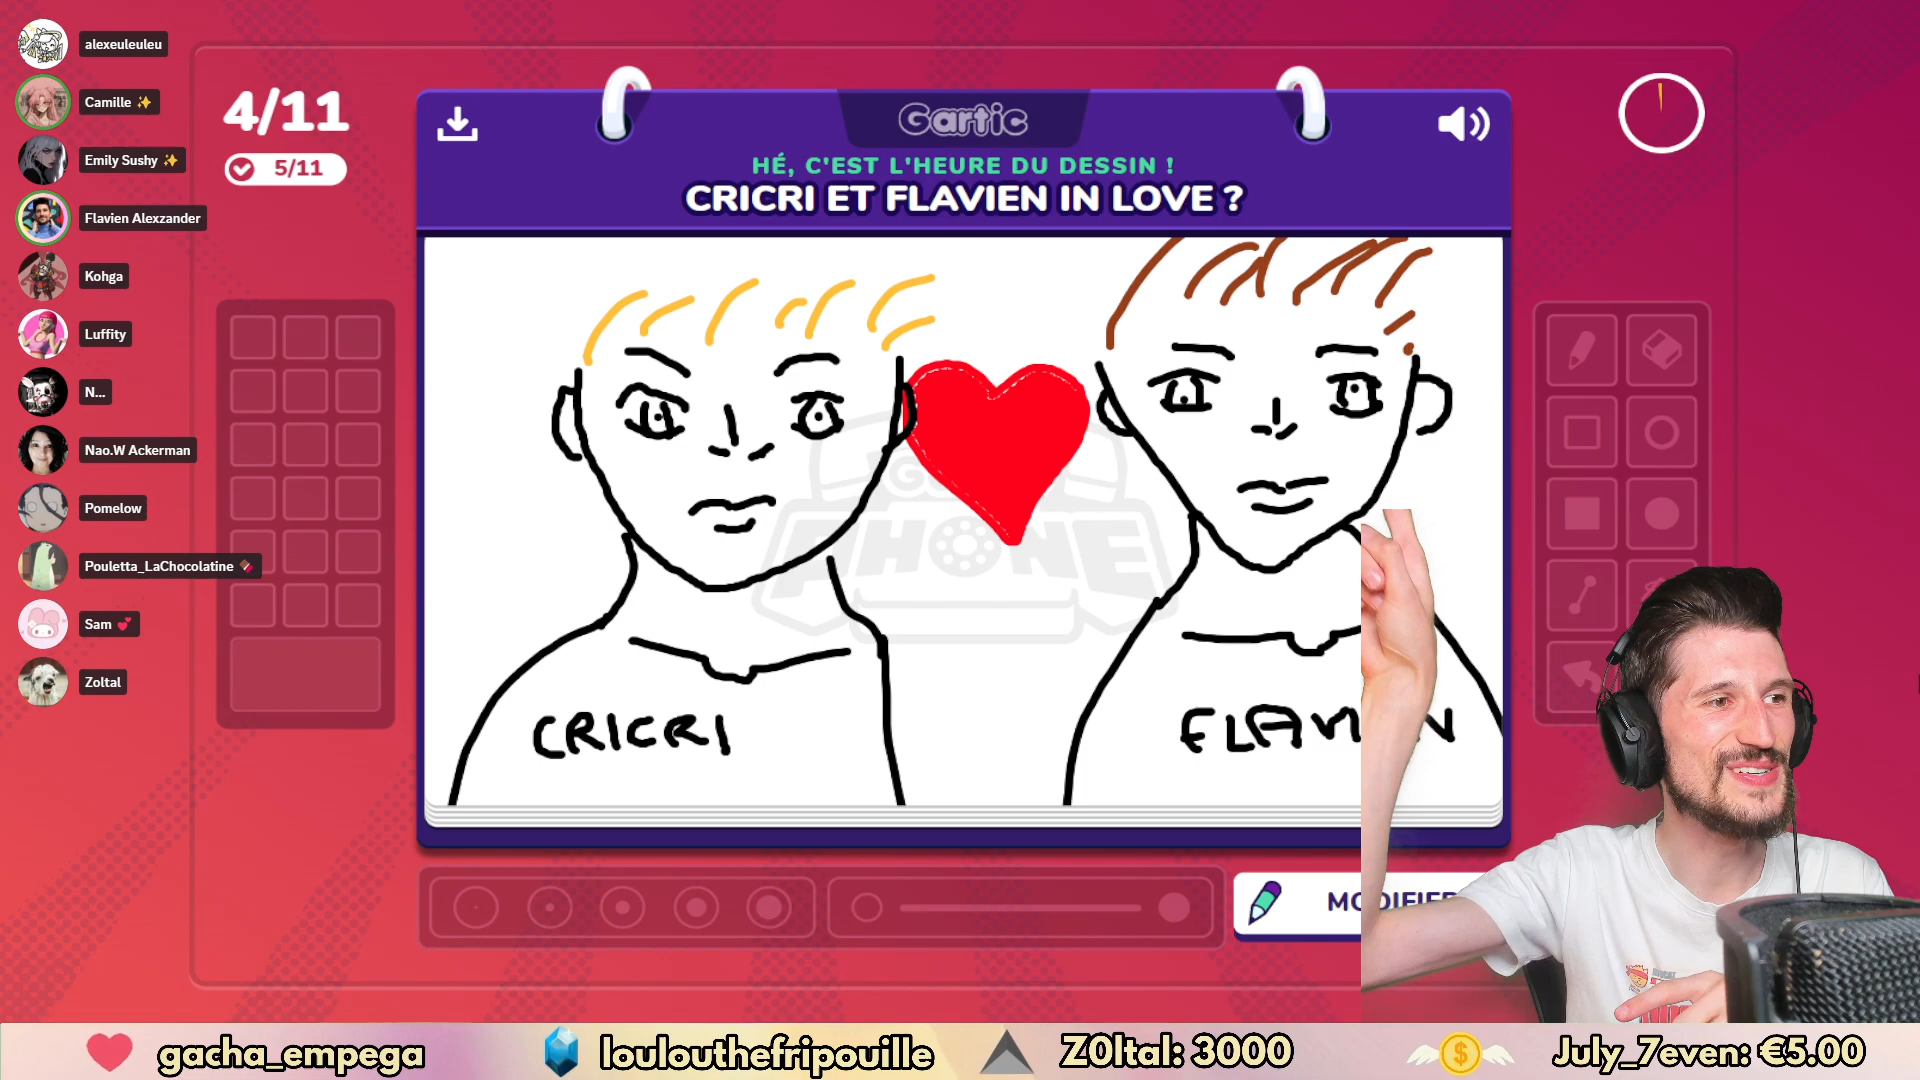 alexeuleuleu
Camille ✨
Emily Sushy ✨
Flavien Alexzander
Kohga
Luffity
N...
Nao.W Ackerman
Pomelow
Pouletta_LaChocolatine
Sam 💕
Zoltal
4/11
5/11
Gartic
HÉ, C'EST L'HEURE DU DESSIN !
CRICRI ET FLAVIEN IN LOVE ?
PHONE
CRICRI
gacha_empega
loulouthefripouille
Z0ltal: 3000
July_7even: €5.00